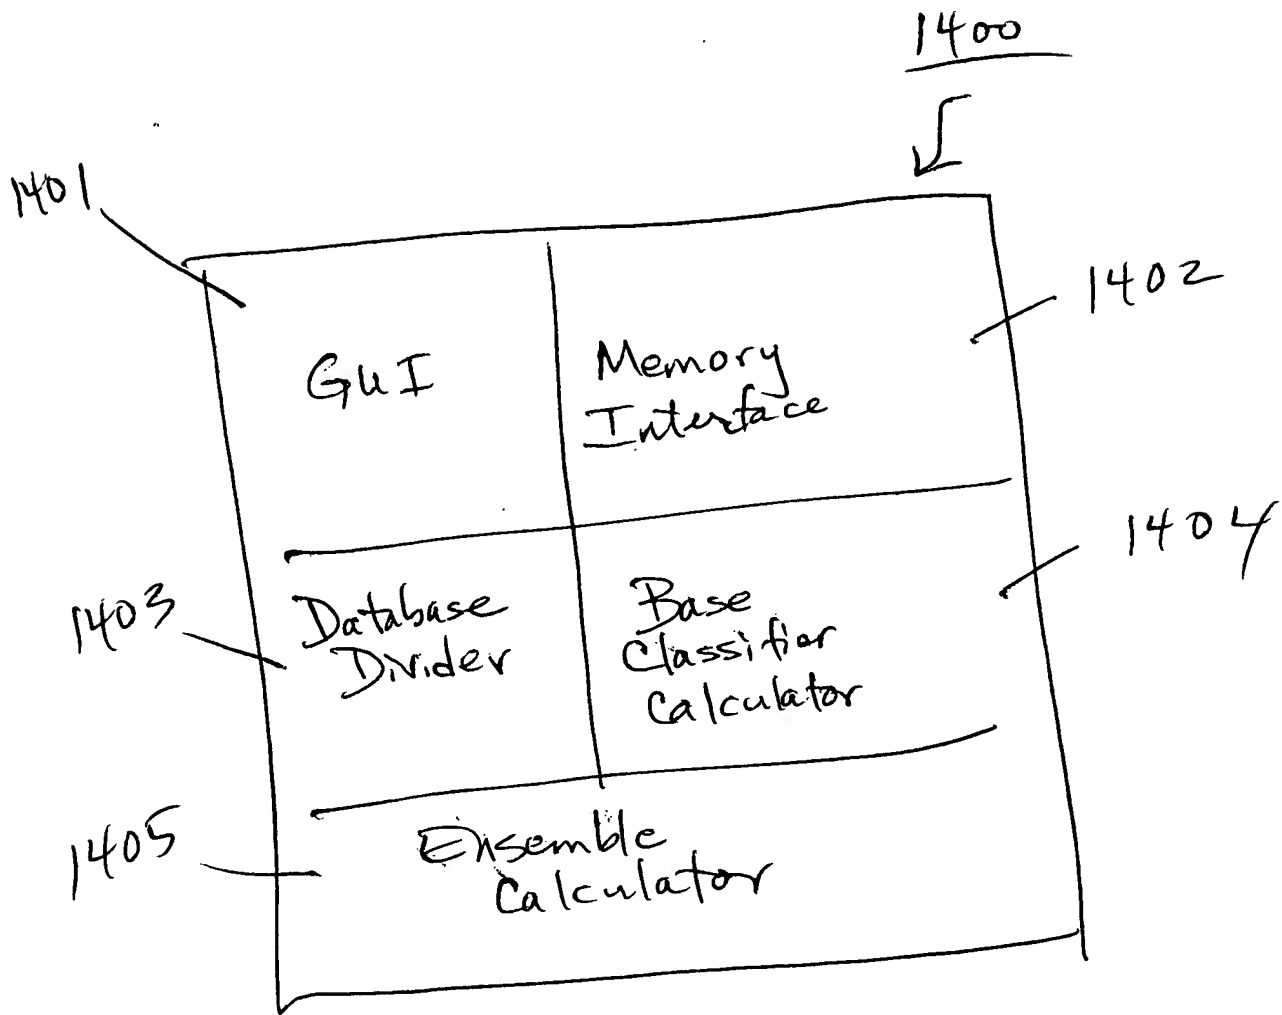 1400
1401
1402
GUI
Memory
Interface
1404
1403
Database
Divider
Base
Classifier
Calculator
1405
Ensemble
Calculator